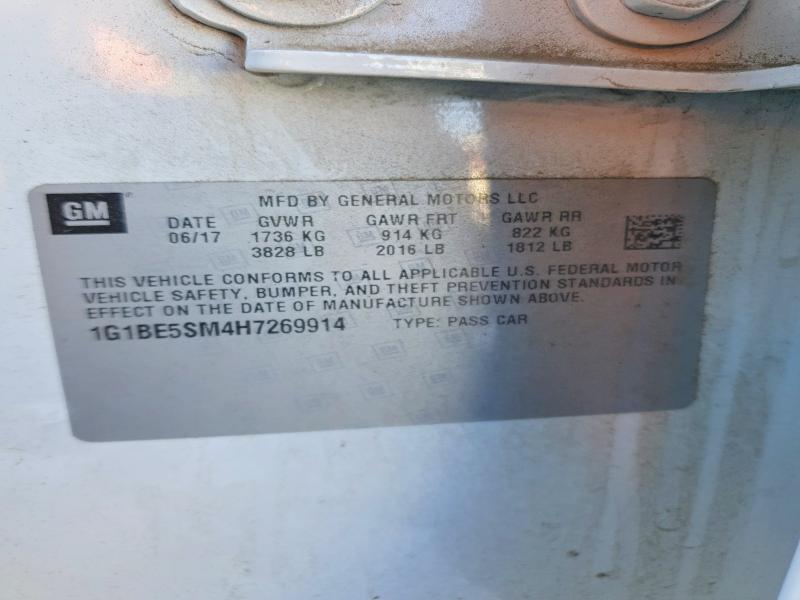 GM
MFD BY GENERAL MOTORS LLC
DATE GVWR GAWR FRT GAWR RR
06/17 1736 KG 914 KG 822 KG
3828 LB 2016 LB 1812 LB
THIS VEHICLE CONFORMS TO ALL APPLICABLE U.S. FEDERAL MOTOR
VEHICLE SAFETY, BUMPER, AND THEFT PREVENTION STANDARDS IN
EFFECT ON THE DATE OF MANUFACTURE SHOWN ABOVE.
1G1BE5SM4H7269914 TYPE: PASS CAR